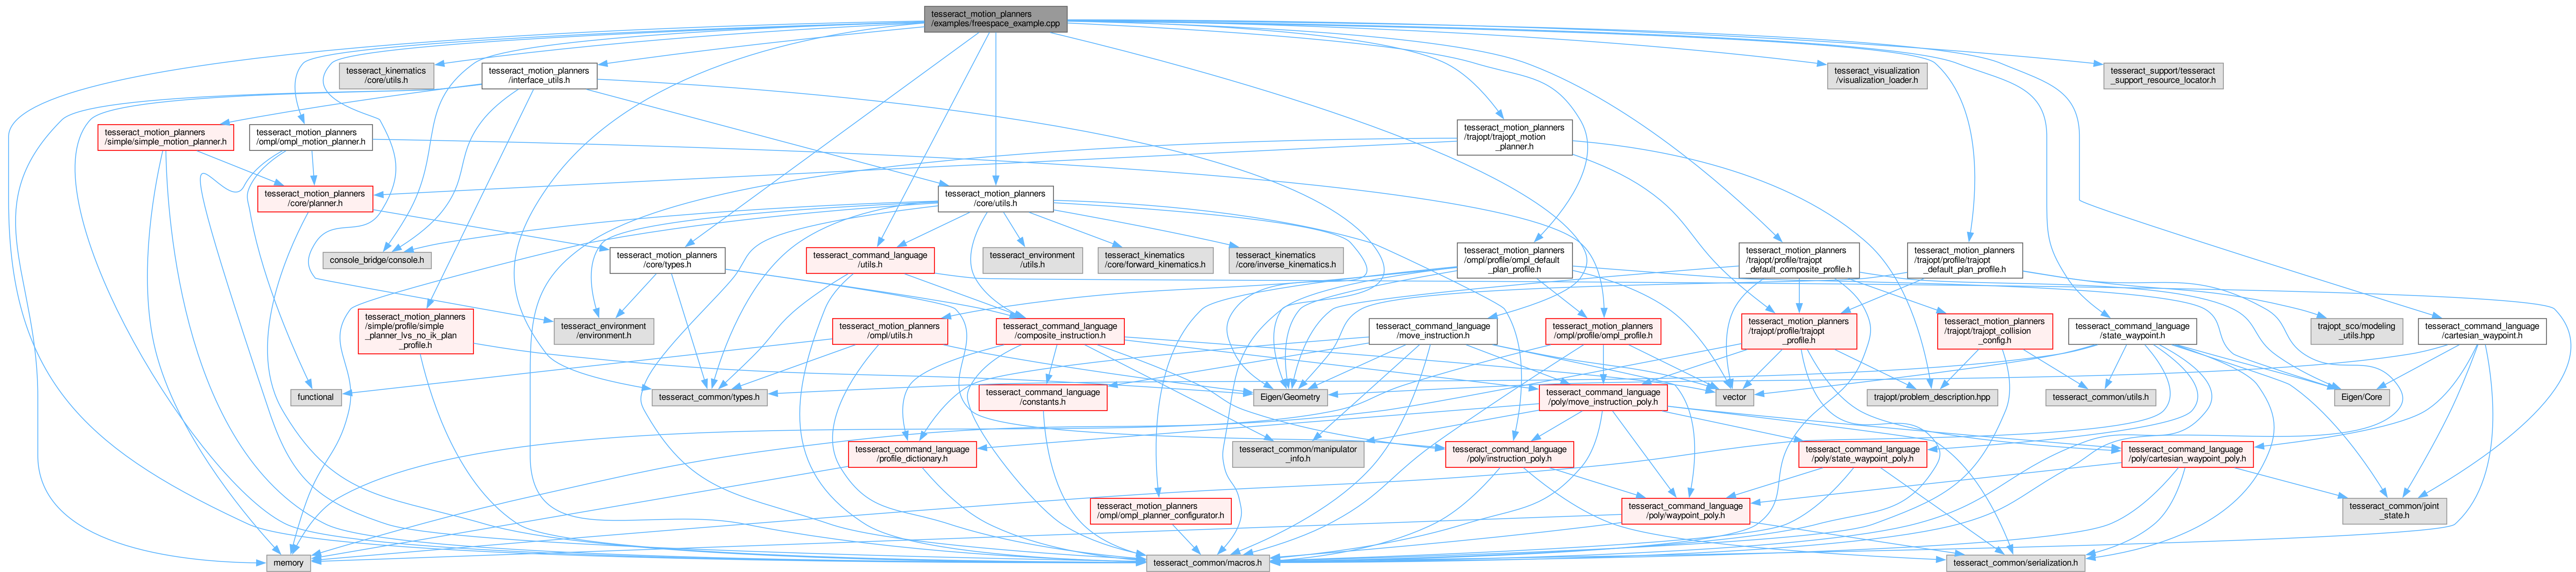 tesseract_motion_planners
/examples/freespace_example.cpp
tesseract_kinematics
/core/utils.h
tesseract_motion_planners
/interface_utils.h
tesseract_visualization
/visualization_loader.h
tesseract_support/tesseract
_support_resource_locator.h
tesseract_motion_planners
/simple/simple_motion_planner.h
tesseract_motion_planners
/ompl/ompl_motion_planner.h
tesseract_motion_planners
/trajopt/trajopt_motion
_planner.h
tesseract_motion_planners
/core/planner.h
tesseract_motion_planners
/core/utils.h
console_bridge/console.h
tesseract_motion_planners
/core/types.h
tesseract_command_language
/utils.h
tesseract_environment
/utils.h
tesseract_kinematics
/core/forward_kinematics.h
tesseract_kinematics
/core/inverse_kinematics.h
tesseract_motion_planners
/ompl/profile/ompl_default
_plan_profile.h
tesseract_motion_planners
/trajopt/profile/trajopt
_default_composite_profile.h
tesseract_motion_planners
/trajopt/profile/trajopt
_default_plan_profile.h
tesseract_motion_planners
/simple/profile/simple
_planner_lvs_no_ik_plan
_profile.h
tesseract_environment
/environment.h
tesseract_motion_planners
/ompl/utils.h
tesseract_command_language
/composite_instruction.h
tesseract_command_language
/move_instruction.h
tesseract_motion_planners
/ompl/profile/ompl_profile.h
tesseract_motion_planners
/trajopt/profile/trajopt
_profile.h
tesseract_motion_planners
/trajopt/trajopt_collision
_config.h
tesseract_command_language
/state_waypoint.h
trajopt_sco/modeling
_utils.hpp
tesseract_command_language
/cartesian_waypoint.h
functional
tesseract_common/types.h
tesseract_command_language
/constants.h
Eigen/Geometry
tesseract_command_language
/poly/move_instruction_poly.h
vector
trajopt/problem_description.hpp
tesseract_common/utils.h
Eigen/Core
tesseract_command_language
/profile_dictionary.h
tesseract_common/manipulator
_info.h
tesseract_command_language
/poly/instruction_poly.h
tesseract_command_language
/poly/state_waypoint_poly.h
tesseract_command_language
/poly/cartesian_waypoint_poly.h
tesseract_motion_planners
/ompl/ompl_planner_configurator.h
tesseract_command_language
/poly/waypoint_poly.h
tesseract_common/joint
_state.h
memory
tesseract_common/macros.h
tesseract_common/serialization.h